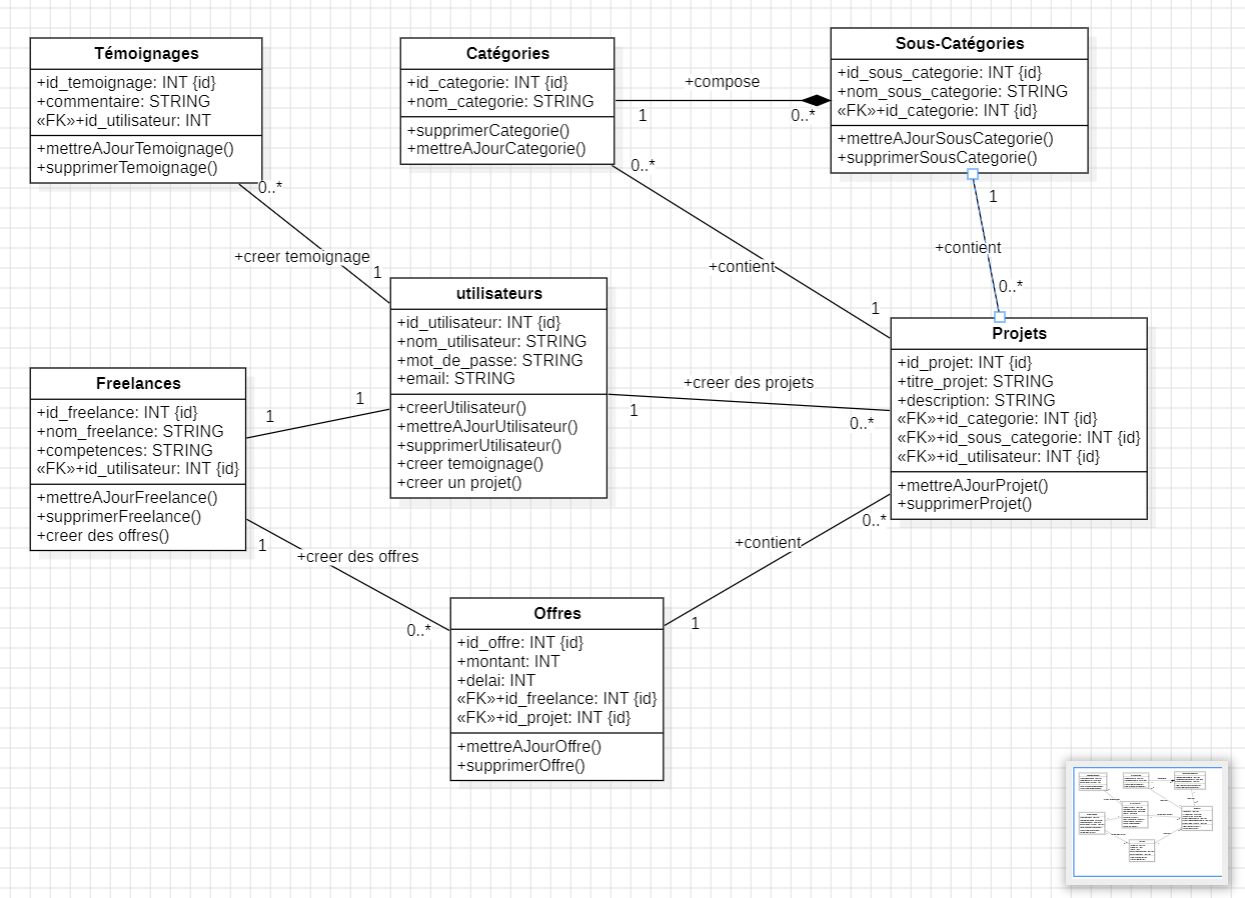 Témoignages
+id_temoignage: INT {id}
+commentaire: STRING
«FK»+id_utilisateur: INT
+mettreAJourTemoignage()
+supprimerTemoignage()
Catégories
+id_categorie: INT {id}
+nom_categorie: STRING
+supprimerCategorie()
+mettreAJourCategorie()
+compose
1
0..*
Sous-Catégories
+id_sous_categorie: INT {id}
+nom_sous_categorie: STRING
«FK»+id_categorie: INT {id}
+mettreAJourSousCategorie()
+supprimerSousCategorie()
0..*
+creer temoignage
1
0..*
+contient
1
1
+contient
0..*
utilisateurs
+id_utilisateur: INT {id}
+nom_utilisateur: STRING
+mot_de_passe: STRING
+email: STRING
+creerUtilisateur()
+mettreAJourUtilisateur()
+supprimerUtilisateur()
+creer temoignage()
+creer un projet()
Projets
+id_projet: INT {id}
+titre_projet: STRING
+description: STRING
«FK»+id_categorie: INT {id}
«FK»+id_sous_categorie: INT {id}
«FK»+id_utilisateur: INT {id}
+mettreAJourProjet()
+supprimerProjet()
Freelances
+id_freelance: INT {id}
+nom_freelance: STRING
+competences: STRING
«FK»+id_utilisateur: INT {id}
+mettreAJourFreelance()
+supprimerFreelance()
+creer des offres()
1
1
+creer des projets
1
0..*
1
+creer des offres
0..*
0..*
+contient
1
Offres
+id_offre: INT {id}
+montant: INT
+delai: INT
«FK»+id_freelance: INT {id}
«FK»+id_projet: INT {id}
+mettreAJourOffre()
+supprimerOffre()